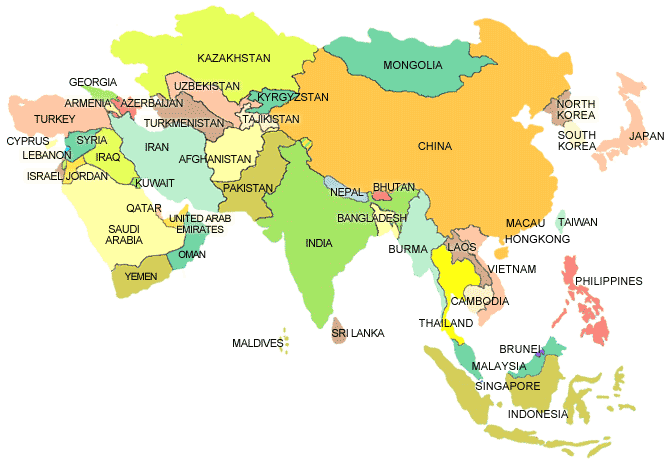 KAZAKHSTAN
MONGOLIA
GEORGIA
UZBEKISTAN
KYRGYZSTAN
ARMENIA
AZERBAIJAN
NORTH
KOREA
TURKEY
TURKMENISTAN
TAJIKISTAN
SOUTH
KOREA
JAPAN
CYPRUS
SYRIA
IRAN
CHINA
LEBANON
IRAQ
AFGHANISTAN
ISRAEL
JORDAN
KUWAIT
PAKISTAN
NEPAL
BHUTAN
QATAR
UNITED ARAB
EMIRATES
BANGLADESH
MACAU
TAIWAN
SAUDI
ARABIA
INDIA
HONGKONG
OMAN
BURMA
LAOS
YEMEN
VIETNAM
PHILIPPINES
CAMBODIA
THAILAND
SRI LANKA
MALDIVES
BRUNEI
MALAYSIA
SINGAPORE
INDONESIA